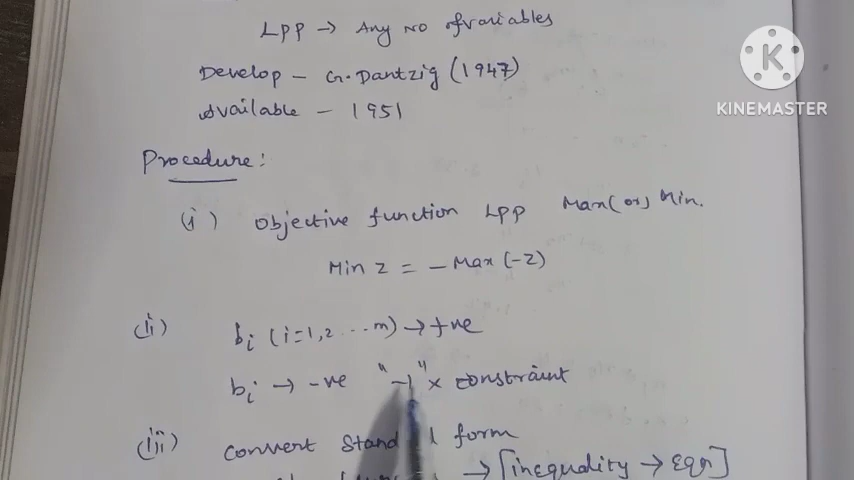 LPP → Any No of variables
Develop - G. Dantzig (1947)
Available - 1951
K
KINEMASTER
Procedure:
(i) Objective function LPP Max (or) Min.
Min Z = - Max (-Z)
(ii) bi (i=1,2 ... m) → +ve
bi → -ve "-1" x constraint
(iii) Convert form
→ [inequality → Eqn]